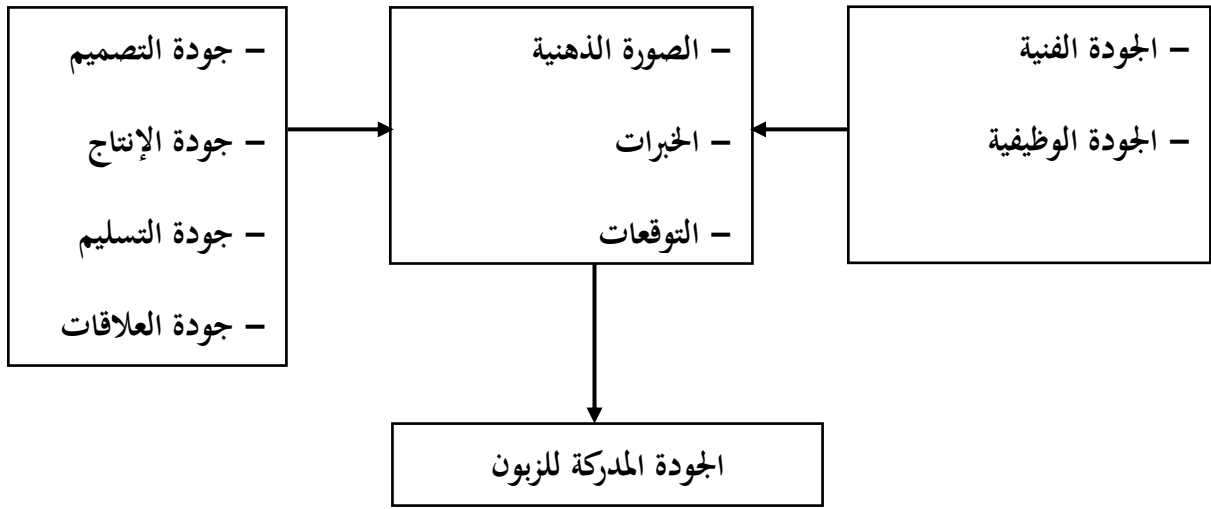 – الجودة الفنية
– الجودة الوظيفية
– الصورة الذهنية
– الخبرات
– التوقعات
– جودة التصميم
– جودة الإنتاج
– جودة التسليم
– جودة العلاقات
الجودة المدركة للزبون